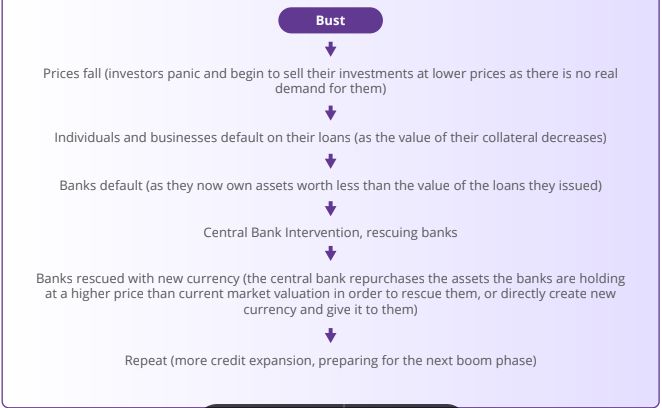 Bust
Prices fall (investors panic and begin to sell their investments at lower prices as there is no real
demand for them)
Individuals and businesses default on their loans (as the value of their collateral decreases)
Banks default (as they now own assets worth less than the value of the loans they issued)
Central Bank Intervention, rescuing banks
Banks rescued with new currency (the central bank repurchases the assets the banks are holding
at a higher price than current market valuation in order to rescue them, or directly create new
currency and give it to them)
Repeat (more credit expansion, preparing for the next boom phase)